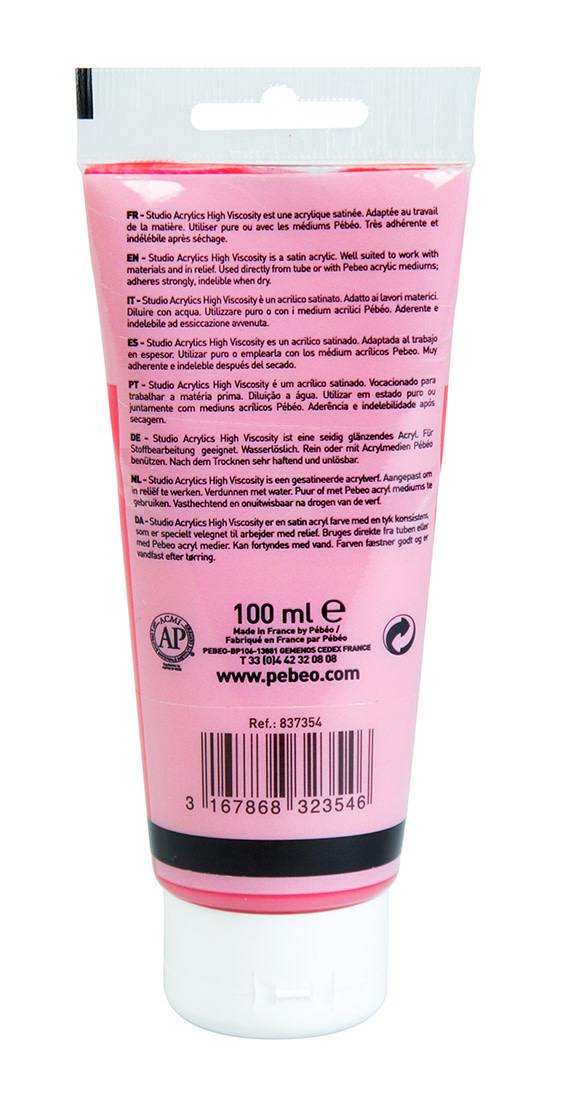 FR - Studio Acrylics High Viscosity est une acrylique satinée. Adaptée au travail
de la matière. Utiliser pure ou avec les médiums Pébéo. Très adhérente et
indélébile après séchage.
EN - Studio Acrylics High Viscosity is a satin acrylic. Well suited to work with
materials and in relief. Used directly from tube or with Pebeo acrylic mediums;
adheres strongly, indelible when dry.
IT - Studio Acrylics High Viscosity è un acrilico satinato. Adatto ai lavori materici.
Diluire con acqua. Utilizzare puro o con i medium acrilici Pébéo. Aderente e
indelebile ad essiccazione avvenuta.
ES - Studio Acrylics High Viscosity es un acrílico satinado. Adaptada al trabajo
en espesor. Utilizar puro o emplearla con los médium acrílicos Pebeo. Muy
adherente e indeleble después del secado.
PT - Studio Acrylics High Viscosity é um acrílico satinado. Vocacionado para
trabalhar a matéria prima. Diluição a água. Utilizar em estado puro ou
juntamente com mediuns acrílicos Pébéo. Aderência e indelebilidade após
secagem.
DE - Studio Acrylics High Viscosity ist eine seidig glänzendes Acryl. Für
Stoffbearbeitung geeignet. Wasserlöslich. Rein oder mit Acrylmedien Pébéo
benützen. Nach dem Trocknen sehr haftend und unlösbar.
NL - Studio Acrylics High Viscosity is een gesatineerde acrylverf. Aangepast om
in reliëf te werken. Verdunnen met water. Puur of met Pebeo acryl mediums te
gebruiken. Vasthechtend en onuitwisbaar na drogen van de verf.
DA - Studio Acrylics High Viscosity er en satin acryl farve med en tyk konsistens,
som er specielt velegnet til arbejder med relief. Bruges direkte fra tuben eller
med Pebeo acryl medier. Kan fortyndes med vand. Farven fæstner godt og er
vandfast efter tørring.
ACMI
AP
100 ml e
Made in France by Pébéo /
Fabriqué en France par Pébéo
PEBEO-BP106-13881 GEMENOS CEDEX FRANCE
T 33 (0)4 42 32 08 08
www.pebeo.com
Ref.: 837354
3 167868 323546